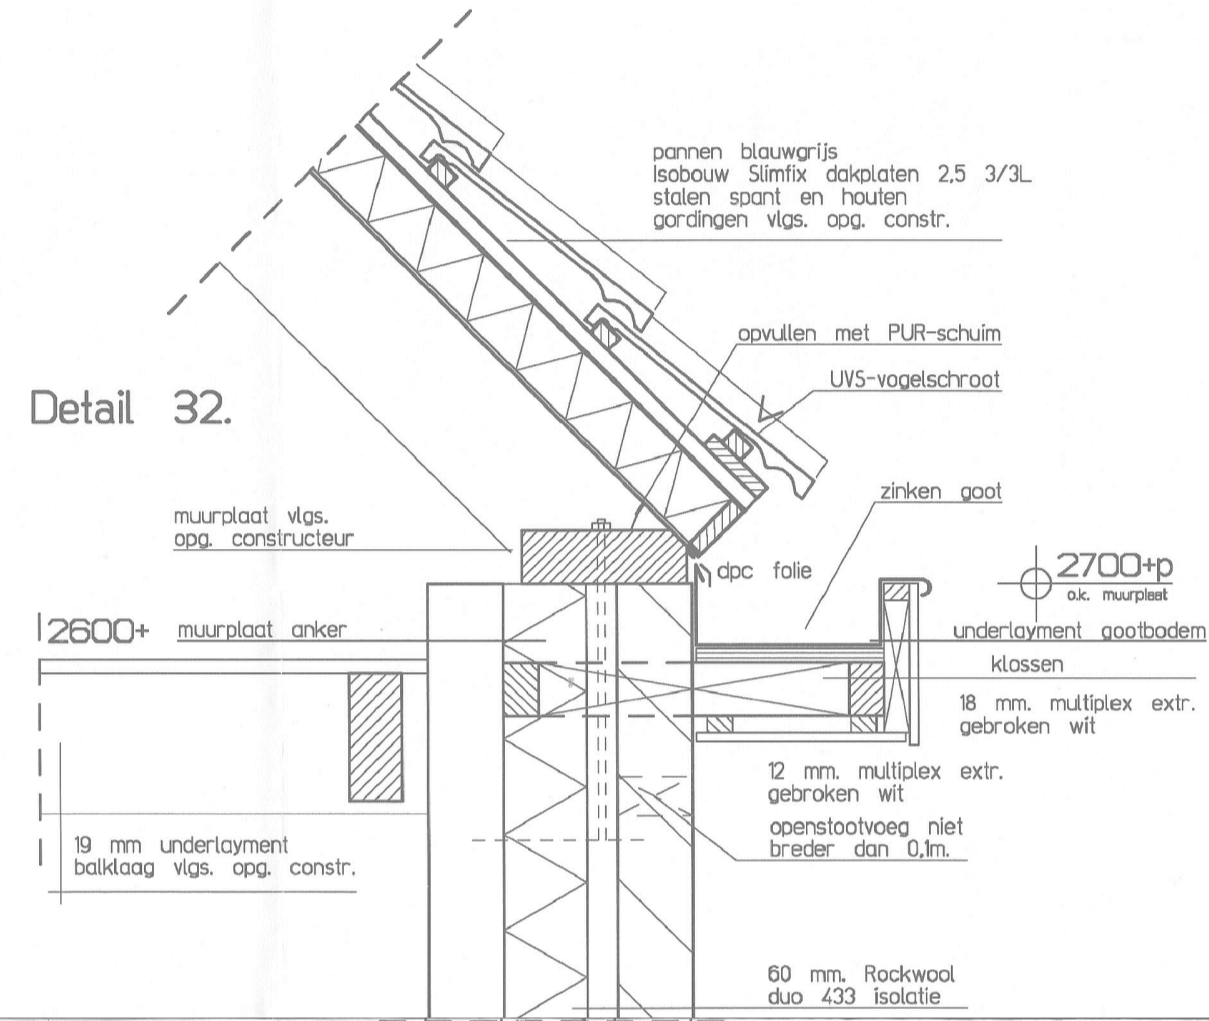 pannen blauwgrijs
Isobouw Slimfix dakplaten 2,5 3/3L
stalen spant en houten
gordingen vlgs. opg. constr.
opvullen met PUR-schuim
UVS-vogelschroot
Detail 32.
zinken goot
muurplaat vlgs.
opg. constructeur
dpc folie
2700+p
o.k. muurplaat
2600+
muurplaat anker
underlayment gootbodem
klossen
18 mm. multiplex extr.
gebroken wit
12 mm. multiplex extr.
gebroken wit
openstootvoeg niet
breder dan 0,1m.
19 mm underlayment
balklaag vlgs. opg. constr.
60 mm. Rockwool
duo 433 isolatie